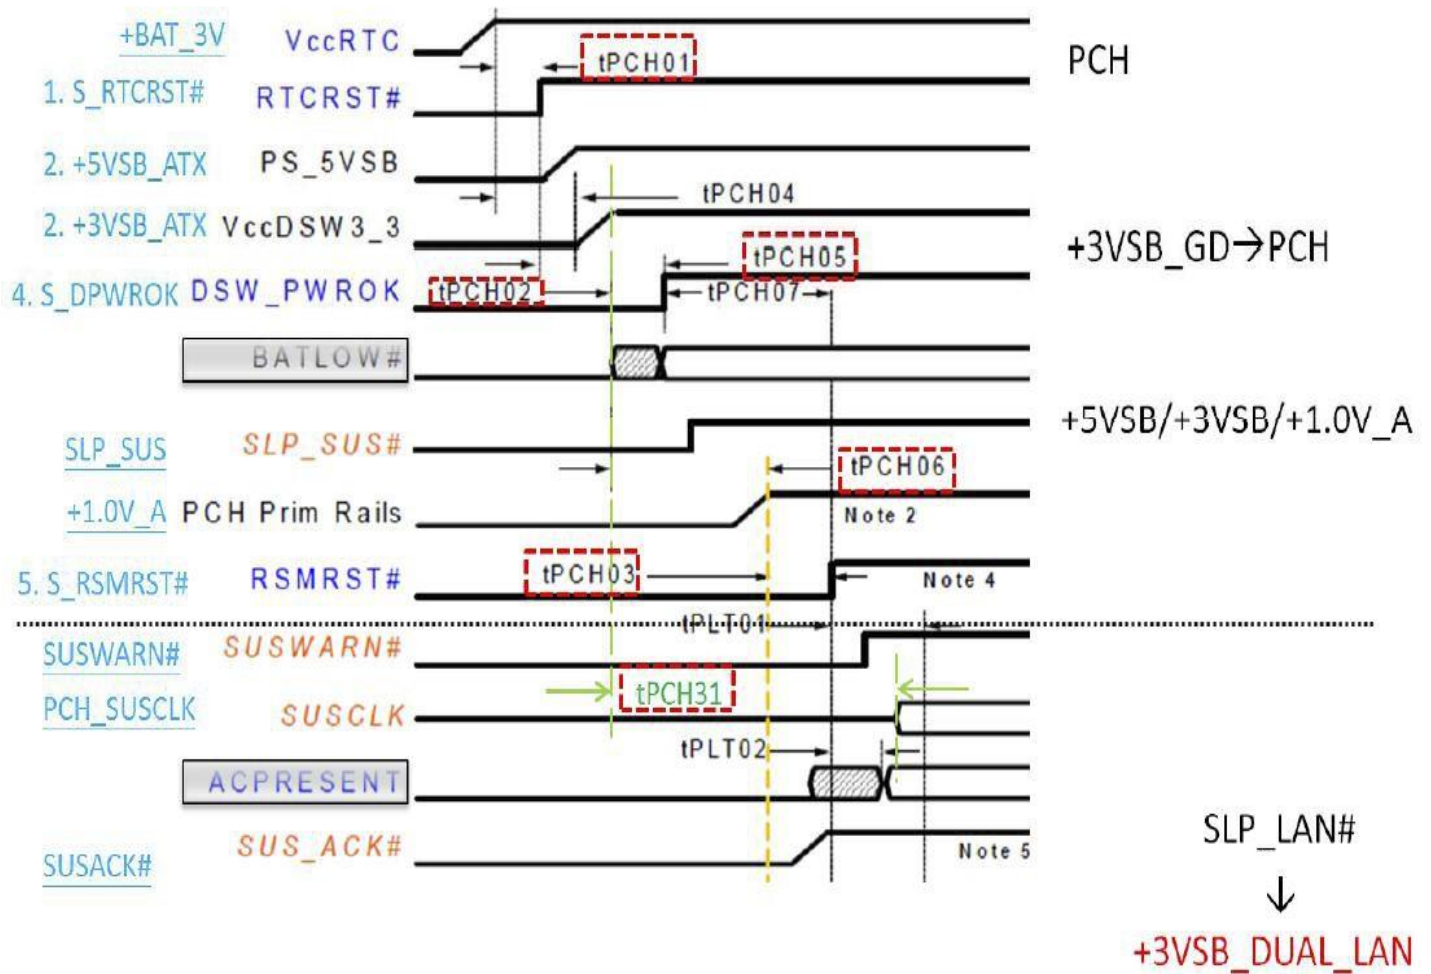 +BAT_3V VccRTC
tPCH01
PCH
1. S_RTCRST# RTCRST#
2. +5VSB_ATX PS_5VSB
tPCH04
2. +3VSB_ATX VccDSW3_3
tPCH05
+3VSB_GD→PCH
4. S_DPWROK DSW_PWROK tPCH02 tPCH07
BATLOW#
+5VSB/+3VSB/+1.0V_A
SLP_SUS SLP_SUS#
tPCH06
+1.0V_A PCH Prim Rails Note 2
5. S_RSMRST# RSMRST# tPCH03 Note 4
tPLT01
SUSWARN# SUSWARN#
tPCH31
PCH_SUSCLK SUSCLK
tPLT02
ACPRESENT
SUSACK# SUS_ACK# Note 5
SLP_LAN#
↓
+3VSB_DUAL_LAN